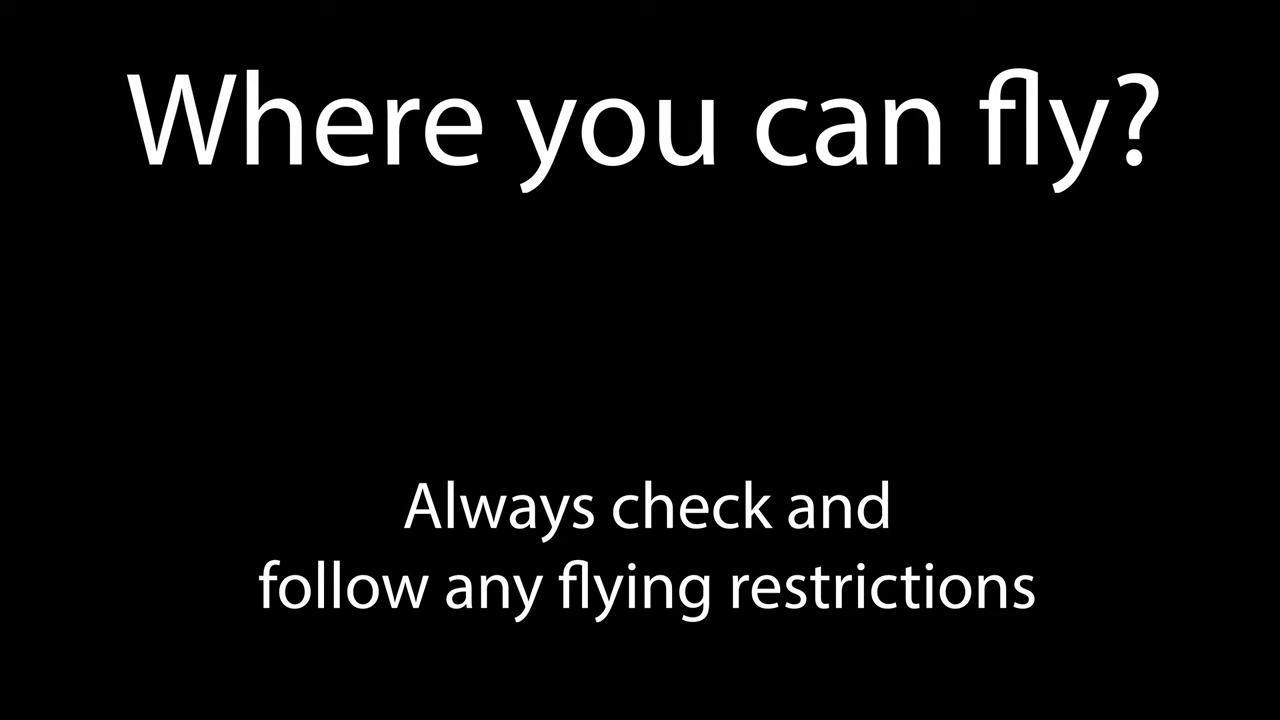 Where you can fly?
Always check and
follow any flying restrictions